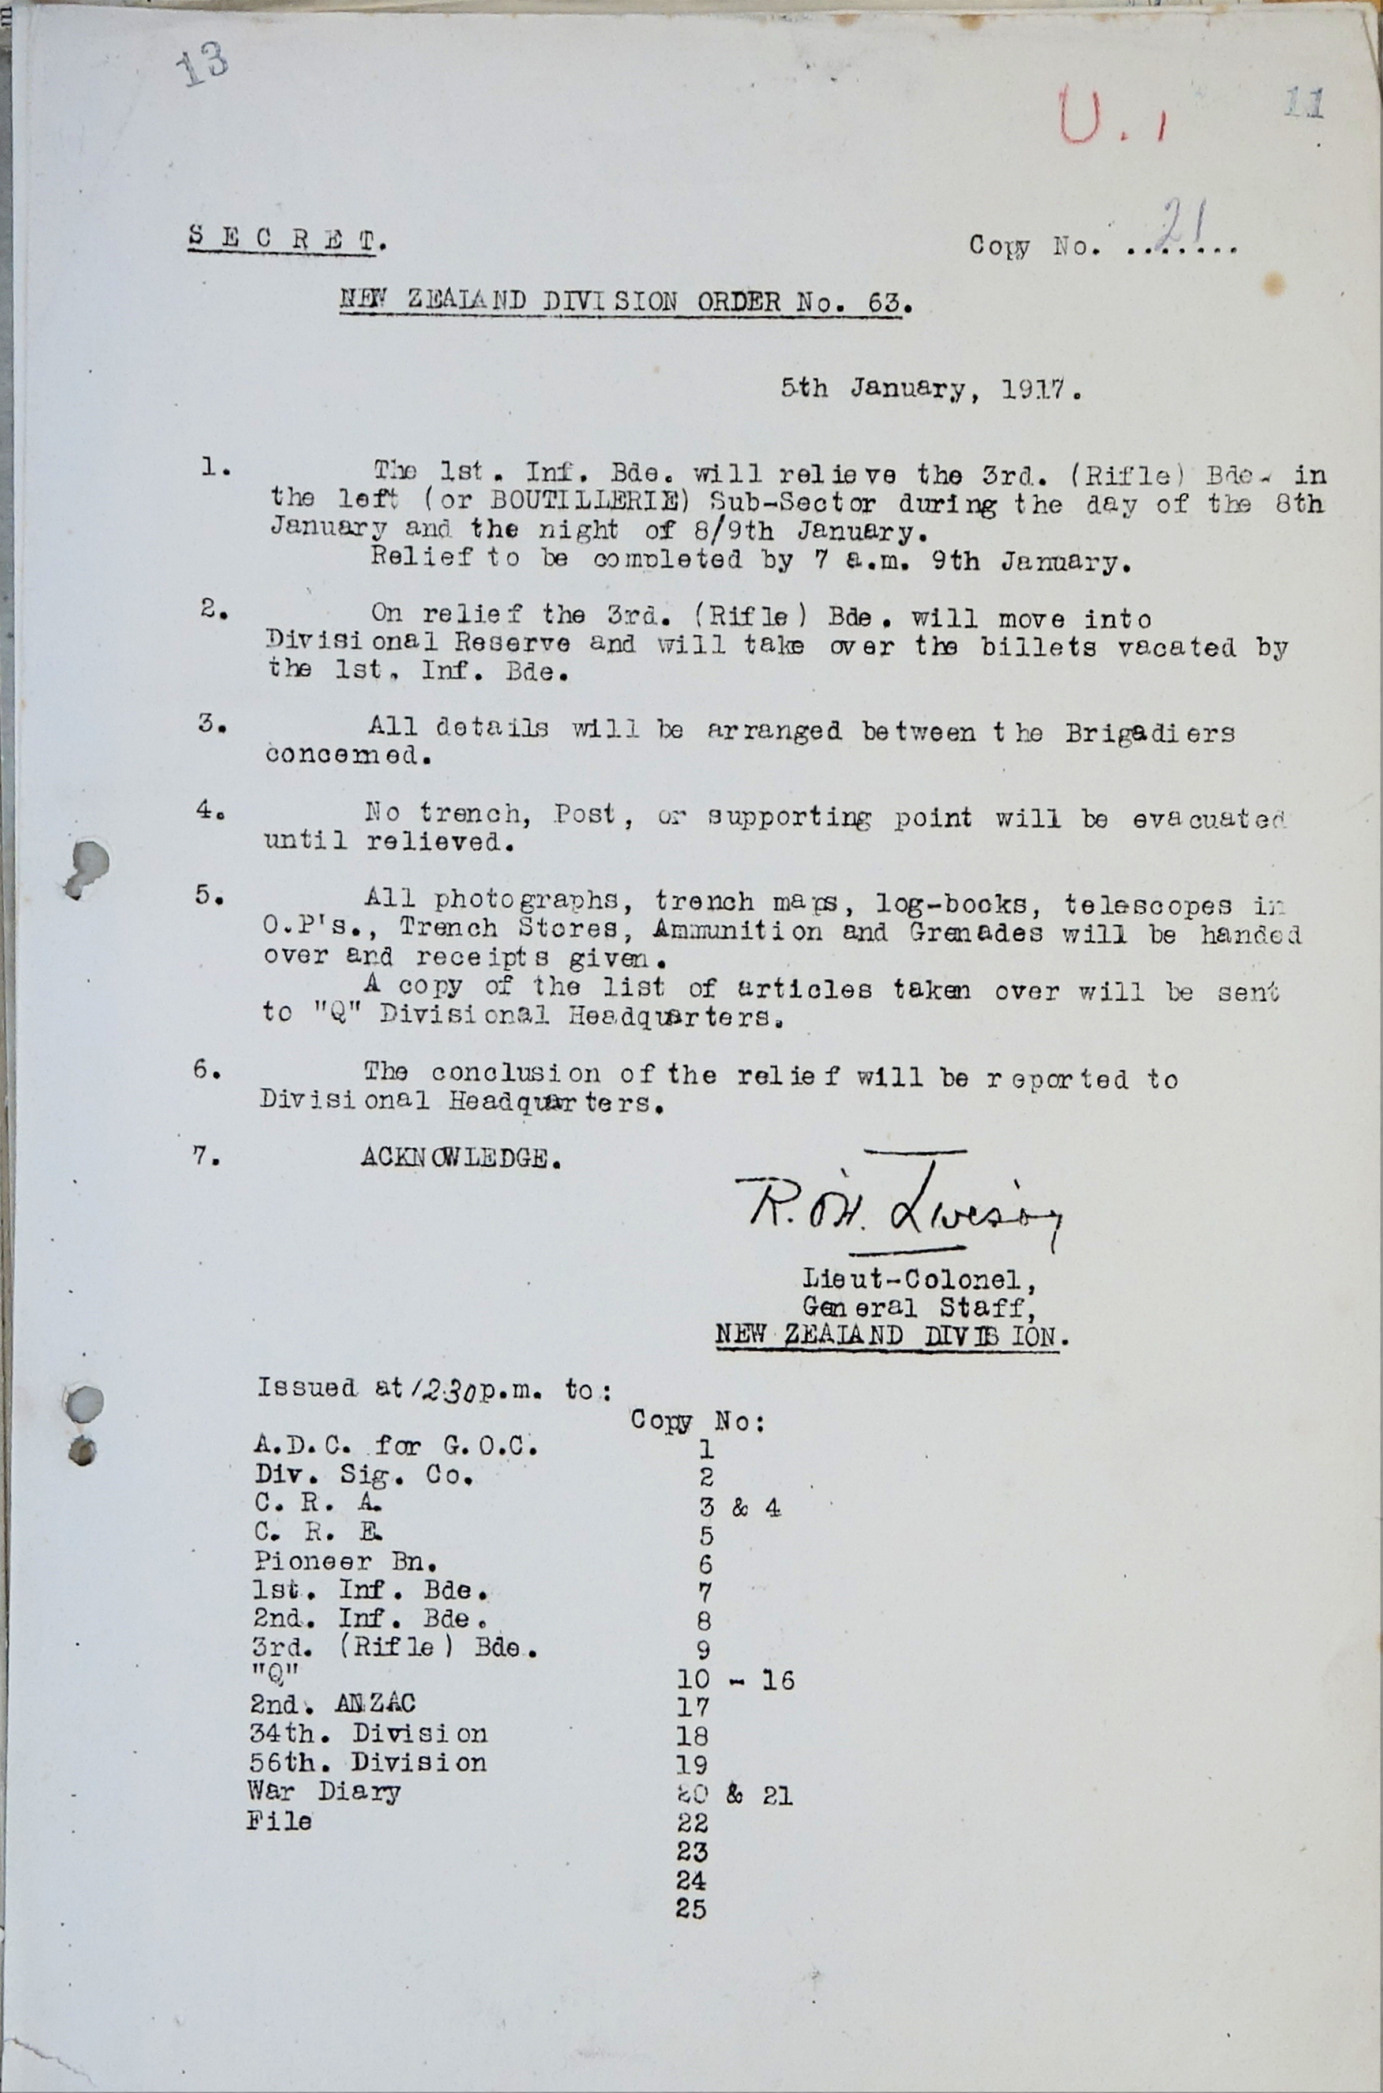 13
U. 1
11
S E C R E T.
Copy No. ....... 21
NEW ZEALAND DIVISION ORDER No. 63.
5th January, 1917.
1. The 1st. Inf. Bde. will relieve the 3rd. (Rifle) Bde. in
the left (or BOUTILLERIE) Sub-Sector during the day of the 8th
January and the night of 8/9th January.
Relief to be completed by 7 a.m. 9th January.
2. On relief the 3rd. (Rifle) Bde. will move into
Divisional Reserve and will take over the billets vacated by
the 1st. Inf. Bde.
3. All details will be arranged between the Brigadiers
concerned.
4. No trench, Post, or supporting point will be evacuated
until relieved.
5. All photographs, trench maps, log-books, telescopes in
O.P's., Trench Stores, Ammunition and Grenades will be handed
over and receipts given.
A copy of the list of articles taken over will be sent
to "Q" Divisional Headquarters.
6. The conclusion of the relief will be reported to
Divisional Headquarters.
7. ACKNOWLEDGE.
Lieut-Colonel,
General Staff,
NEW ZEALAND DIVISION.
Issued at 12.30 p.m. to:
Copy No:
A.D.C. for G.O.C. 1
Div. Sig. Co. 2
C. R. A. 3 & 4
C. R. E. 5
Pioneer Bn. 6
1st. Inf. Bde. 7
2nd. Inf. Bde. 8
3rd. (Rifle) Bde. 9
"Q" 10 - 16
2nd. ANZAC 17
34th. Division 18
56th. Division 19
War Diary 20 & 21
File 22
23
24
25